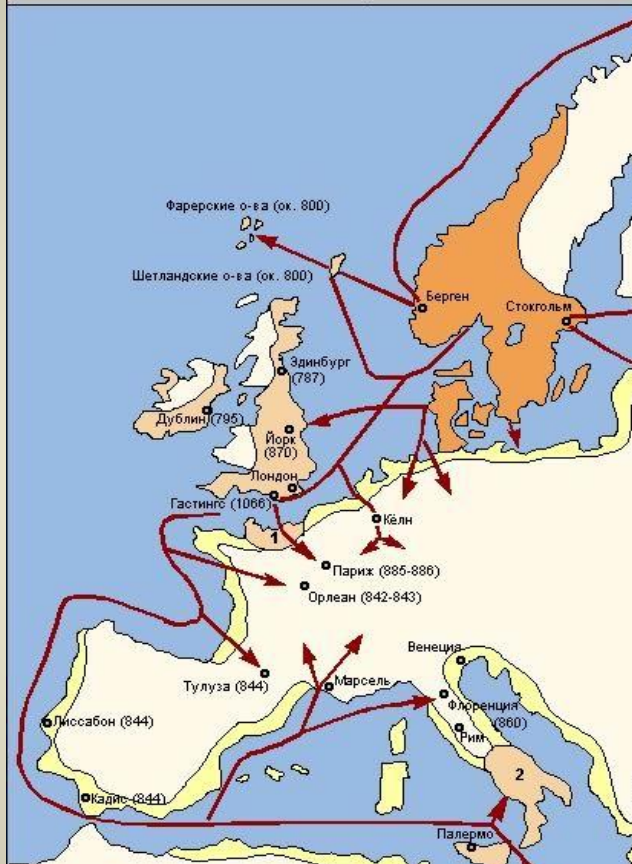 Фарерские о-ва (ок. 800)
Шетландские о-ва (ок. 800)
Берген
Стокгольм
Эдинбург
(787)
Дублин (795)
Йорк
(870)
Лондон
Гастингс (1066)
1
Кёлн
Париж (885-886)
Орлеан (842-843)
Венеция
Тулуза (844)
Марсель
Флоренция
(860)
Лиссабон (844)
Рим
2
Кадис (844)
Палермо